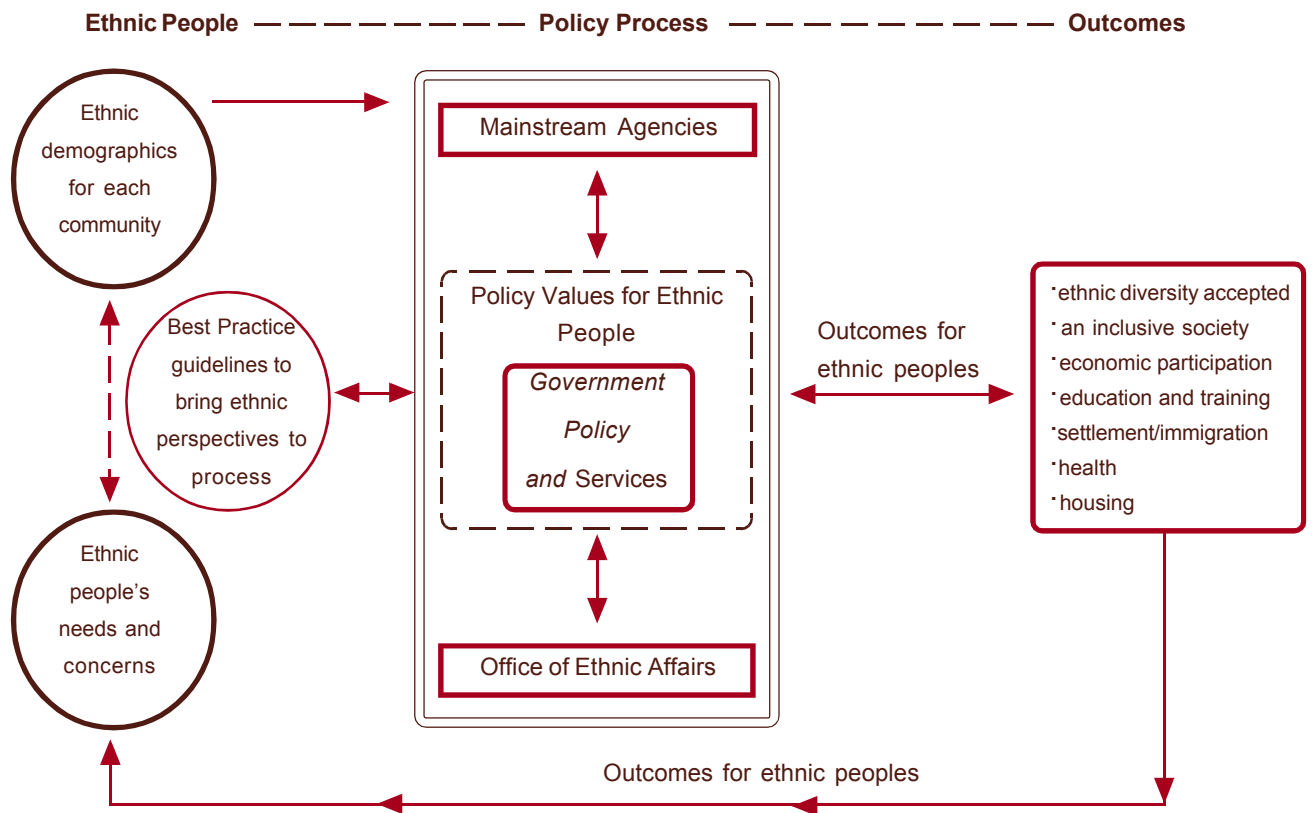 Ethnic People
Policy Process
Outcomes
Ethnic
demographics
for each
community
Best Practice
guidelines to
bring ethnic
perspectives to
process
Ethnic
people’s
needs and
concerns
Mainstream Agencies
Policy Values for Ethnic
People
Government
Policy
and Services
Office of Ethnic Affairs
Outcomes for
ethnic peoples
·ethnic diversity accepted
·an inclusive society
·economic participation
·education and training
·settlement/immigration
·health
·housing
Outcomes for ethnic peoples